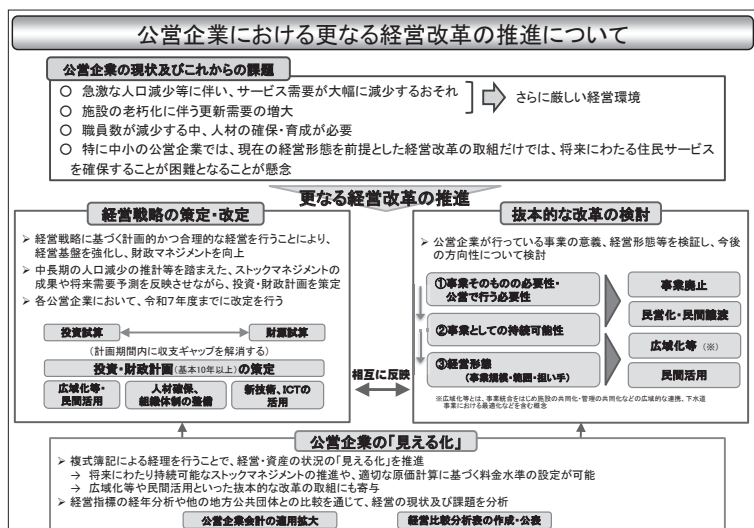 公営企業における更なる経営改革の推進について
公営企業の現状及びこれからの課題
○ 急激な人口減少等に伴い、サービス需要が大幅に減少するおそれ
○ 施設の老朽化に伴う更新需要の増大
さらに厳しい経営環境
○ 職員数が減少する中、人材の確保・育成が必要
○ 特に中小の公営企業では、現在の経営形態を前提とした経営改革の取組だけでは、将来にわたる住民サービス
を確保することが困難となることが懸念
更なる経営改革の推進
経営戦略の策定・改定
➢ 経営戦略に基づく計画的かつ合理的な経営を行うことにより、
経営基盤を強化し、財政マネジメントを向上
➢ 中長期の人口減少の推計等を踏まえた、ストックマネジメントの
成果や将来需要予測を反映させながら、投資・財政計画を策定
➢ 各公営企業において、令和7年度までに改定を行う
投資試算
財源試算
(計画期間内に収支ギャップを解消する)
投資・財政計画(基本10年以上)の策定
広域化等・
民間活用
人材確保、
組織体制の整備
新技術、ICTの
活用
相互に反映
抜本的な改革の検討
➢ 公営企業が行っている事業の意義、経営形態等を検証し、今後
の方向性について検討
①事業そのものの必要性・
公営で行う必要性
②事業としての持続可能性
③経営形態
(事業規模・範囲・担い手)
事業廃止
民営化・民間譲渡
広域化等(※)
民間活用
※広域化等とは、事業統合をはじめ施設の共同化・管理の共同化などの広域的な連携、下水道
事業における最適化などを含む概念
公営企業の「見える化」
➢ 複式簿記による経理を行うことで、経営・資産の状況の「見える化」を推進
→ 将来にわたり持続可能なストックマネジメントの推進や、適切な原価計算に基づく料金水準の設定が可能
→ 広域化等や民間活用といった抜本的な改革の取組にも寄与
➢ 経営指標の経年分析や他の地方公共団体との比較を通じて、経営の現状及び課題を分析
公営企業会計の適用拡大
経営比較分析表の作成・公表